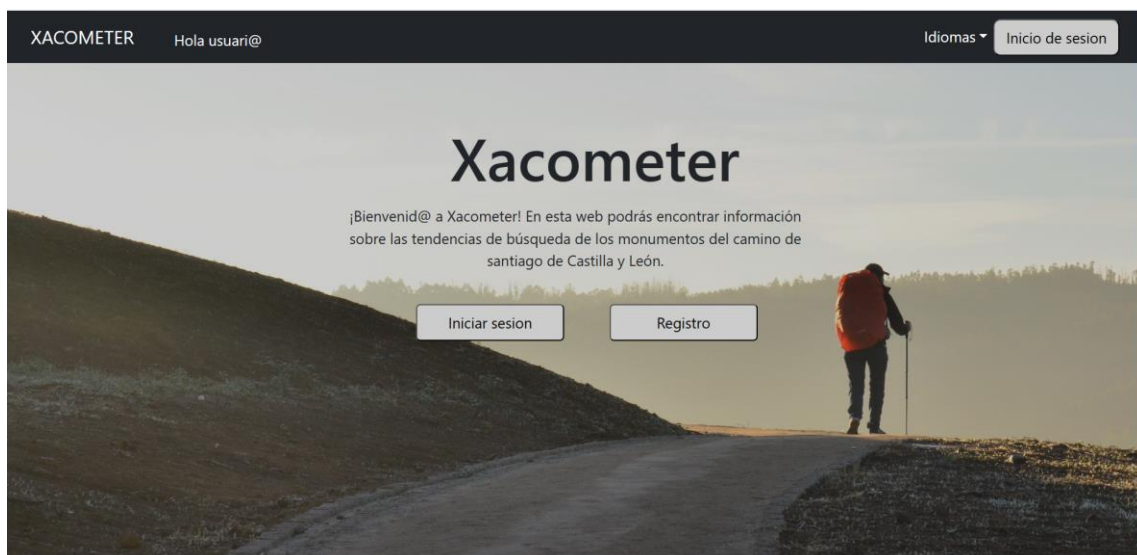 XACOMETER
Hola usuari@
Idiomas
Inicio de sesion
Xacometer
¡Bienvenid@ a Xacometer! En esta web podrás encontrar información
sobre las tendencias de búsqueda de los monumentos del camino de
santiago de Castilla y León.
Iniciar sesion
Registro